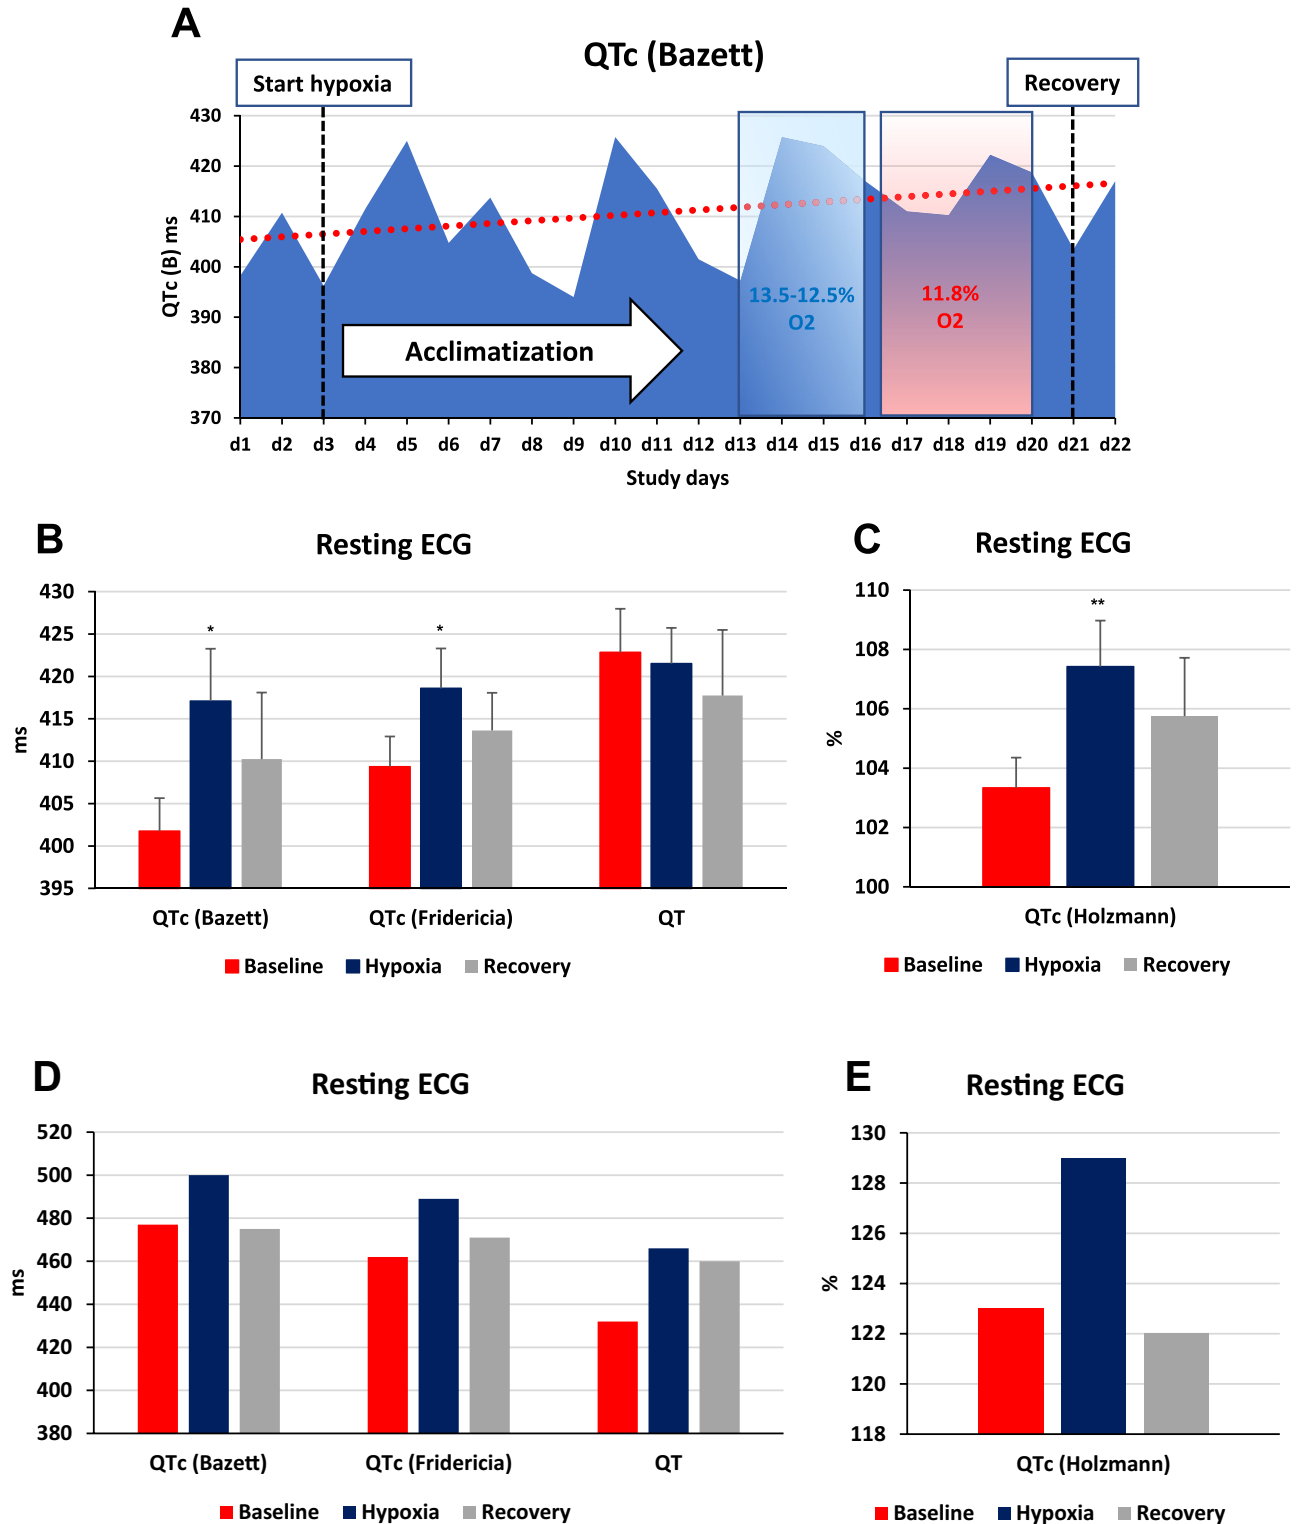 A
QTc (Bazett)
Start hypoxia
Recovery
430
420
410
400
390
380
370
QTc (B) ms
13.5-12.5%
O2
11.8%
O2
Acclimatization
d1 d2 d3 d4 d5 d6 d7 d8 d9 d10 d11 d12 d13 d14 d15 d16 d17 d18 d19 d20 d21 d22
Study days
B
Resting ECG
430
425
420
415
410
405
400
395
ms
*
*
QTc (Bazett) QTc (Fridericia) QT
Baseline Hypoxia Recovery
C
Resting ECG
110
108
106
104
102
100
%
**
QTc (Holzmann)
Baseline Hypoxia Recovery
D
Resting ECG
520
500
480
460
440
420
400
380
ms
QTc (Bazett) QTc (Fridericia) QT
Baseline Hypoxia Recovery
E
Resting ECG
130
128
126
124
122
120
118
%
QTc (Holzmann)
Baseline Hypoxia Recovery